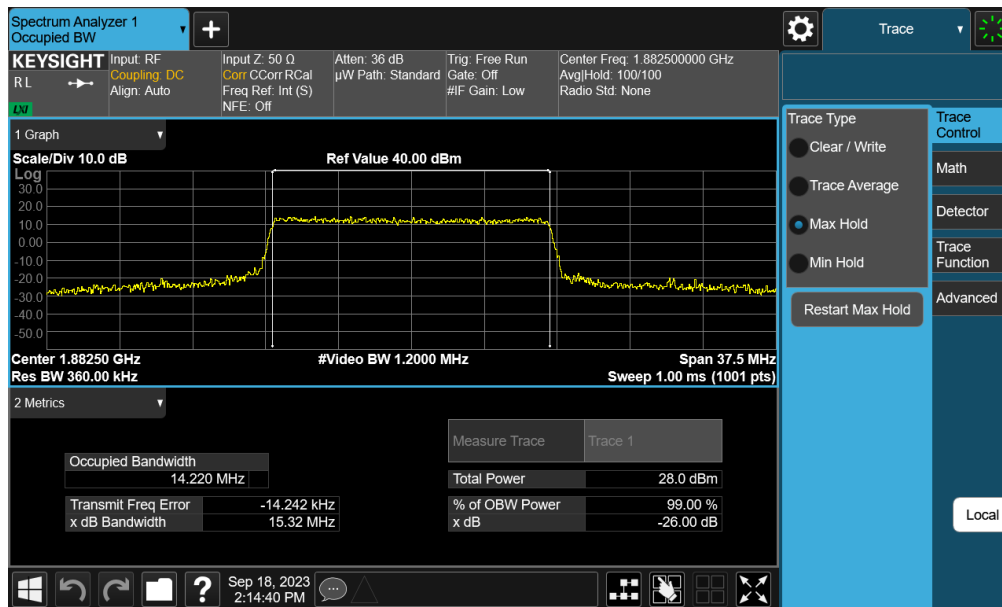 Spectrum Analyzer 1
Occupied BW
+
Trace
KEYSIGHT
R L
LXI
Input: RF
Coupling: DC
Align: Auto
Input Z: 50 Ω
Corr CCorr RCal
Freq Ref: Int (S)
NFE: Off
Atten: 36 dB
µW Path: Standard
Trig: Free Run
Gate: Off
#IF Gain: Low
Center Freq: 1.882500000 GHz
Avg|Hold: 100/100
Radio Std: None
1 Graph
Scale/Div 10.0 dB
Ref Value 40.00 dBm
Log
30.0
20.0
10.0
0.00
-10.0
-20.0
-30.0
-40.0
-50.0
Center 1.88250 GHz
#Video BW 1.2000 MHz
Span 37.5 MHz
Res BW 360.00 kHz
Sweep 1.00 ms (1001 pts)
2 Metrics
Measure Trace Trace 1
Occupied Bandwidth
14.220 MHz
Total Power 28.0 dBm
Transmit Freq Error -14.242 kHz
% of OBW Power 99.00 %
x dB Bandwidth 15.32 MHz
x dB -26.00 dB
Trace Type
Clear / Write
Trace Average
Max Hold
Min Hold
Restart Max Hold
Trace
Control
Math
Detector
Trace
Function
Advanced
Local
?
Sep 18, 2023
2:14:40 PM